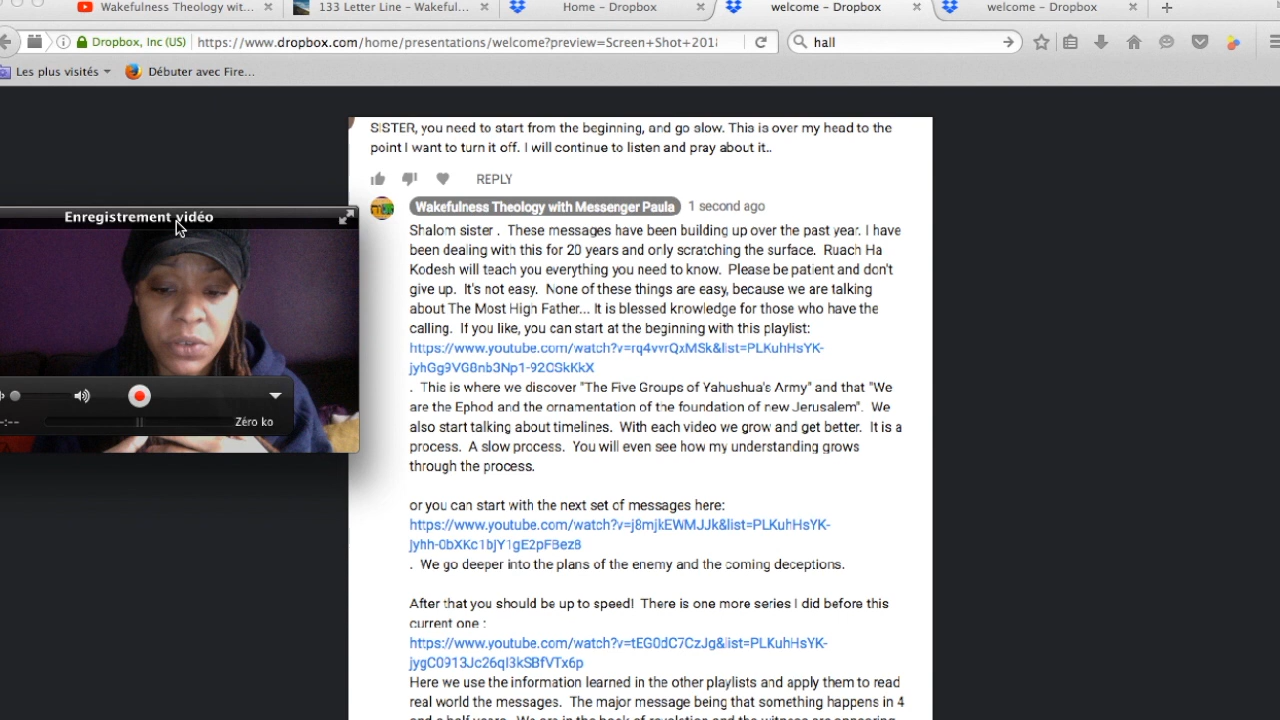 Wakefulness Theology wit...
133 Letter Line – Wakeful...
Home – Dropbox
welcome – Dropbox
welcome – Dropbox
Dropbox, Inc (US)
https://www.dropbox.com/home/presentations/welcome?preview=Screen+Shot+201
hall
Les plus visités
Débuter avec Fire...
SISTER, you need to start from the beginning, and go slow. This is over my head to the
point I want to turn it off. I will continue to listen and pray about it..
REPLY
Wakefulness Theology with Messenger Paula 1 second ago
Shalom sister . These messages have been building up over the past year. I have
been dealing with this for 20 years and only scratching the surface. Ruach Ha
Kodesh will teach you everything you need to know. Please be patient and don't
give up. It's not easy. None of these things are easy, because we are talking
about The Most High Father... It is blessed knowledge for those who have the
calling. If you like, you can start at the beginning with this playlist:
https://www.youtube.com/watch?v=rq4vvrQxMSk&list=PLKuhHsYK-
jyhGg9VG8nb3Np1-92CSkKkX
. This is where we discover "The Five Groups of Yahushua's Army" and that "We
are the Ephod and the ornamentation of the foundation of new Jerusalem". We
also start talking about timelines. With each video we grow and get better. It is a
process. A slow process. You will even see how my understanding grows
through the process.
or you can start with the next set of messages here:
https://www.youtube.com/watch?v=j8mjkEWMJJk&list=PLKuhHsYK-
jyhh-0bXKc1bjY1gE2pFBez8
. We go deeper into the plans of the enemy and the coming deceptions.
After that you should be up to speed! There is one more series I did before this
current one :
https://www.youtube.com/watch?v=tEG0dC7CzJg&list=PLKuhHsYK-
jygC0913Jc26ql3kSBfVTx6p
Here we use the information learned in the other playlists and apply them to read
real world the messages. The major message being that something happens in 4
and a half years. We are in the book of revelation and the witness are appearing
Enregistrement vidéo
--:--
Zéro ko